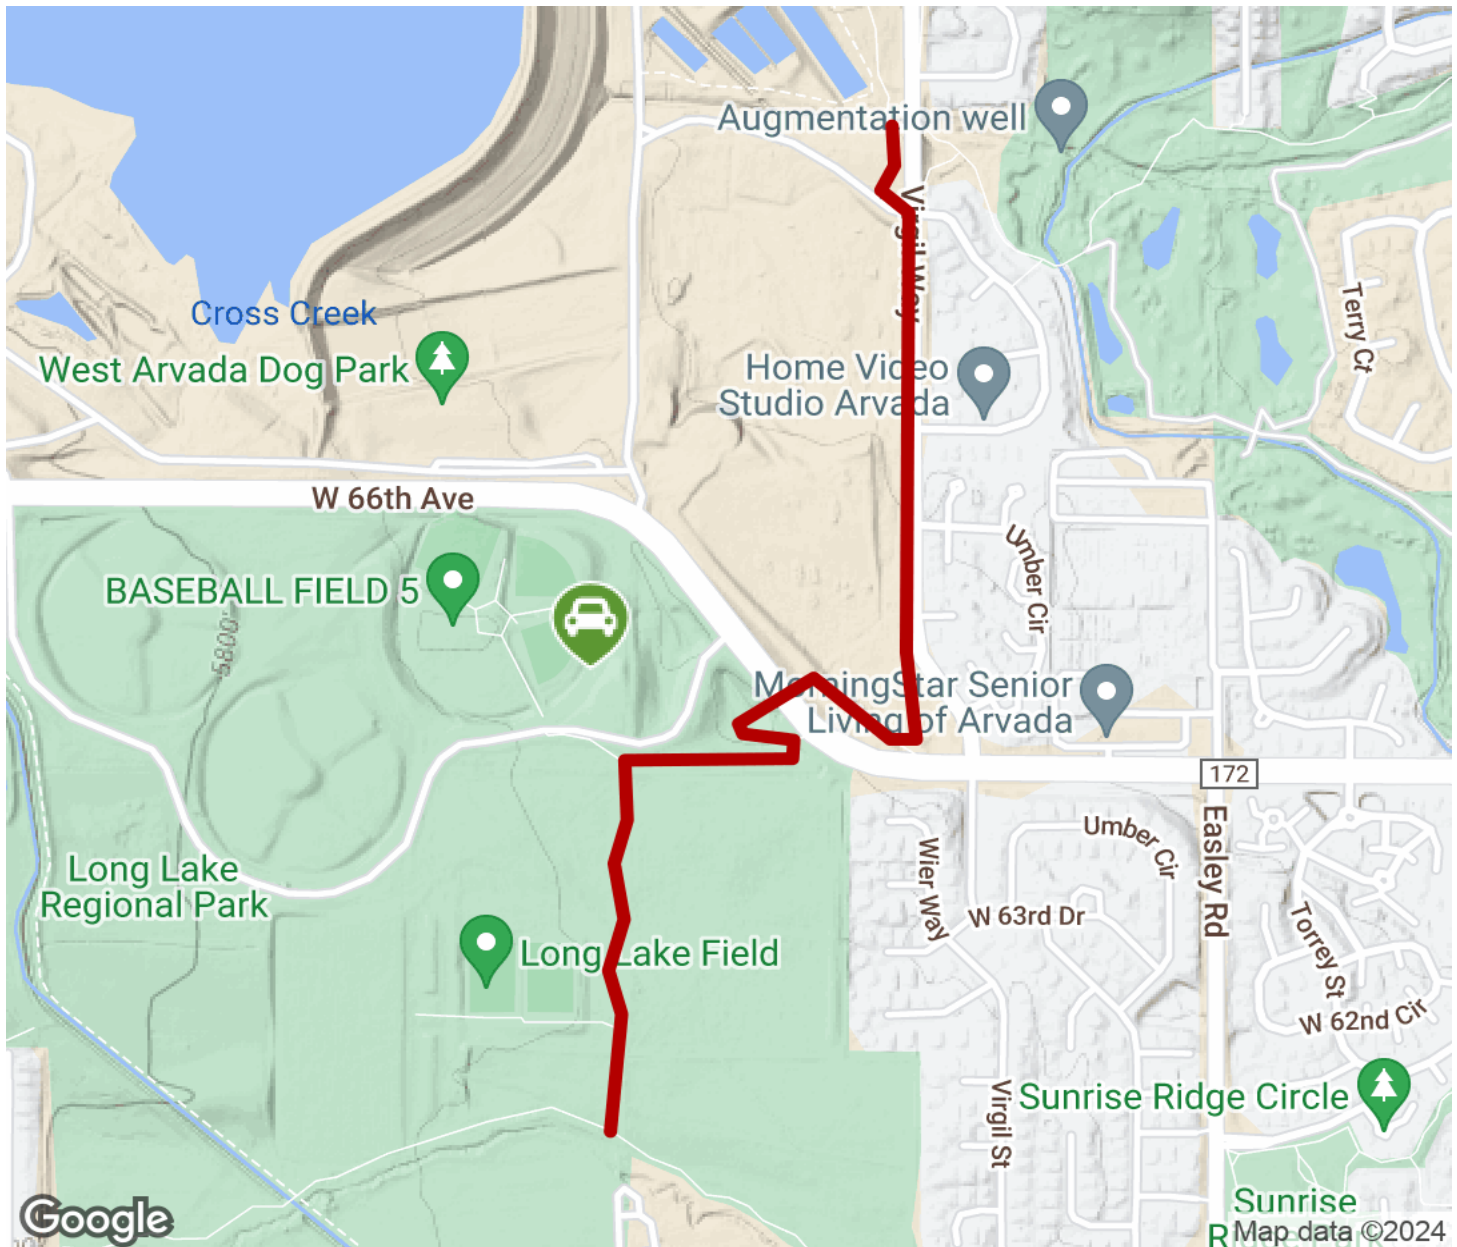 Augmentation well
Virgil Way
Cross Creek
West Arvada Dog Park
Terry Ct
Home Video
Studio Arvada
W 66th Ave
Umber Cir
BASEBALL FIELD 5
5800
MorningStar Senior
Living of Arvada
172
Umber Cir
Easley Rd
Long Lake
Regional Park
Wier Way
W 63rd Dr
Torrey St
Long Lake Field
W 62nd Cir
Virgil St
Sunrise Ridge Circle
Sunrise
Google
Map data ©2024